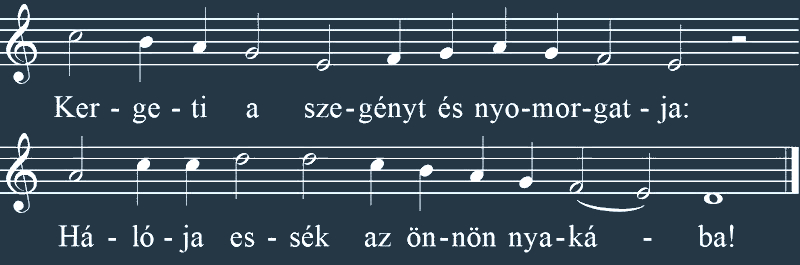 Ker - ge - ti a sze-gényt és nyo-mor-gat - ja:
Há - ló - ja es - sék az ön-nön nya-ká - ba!